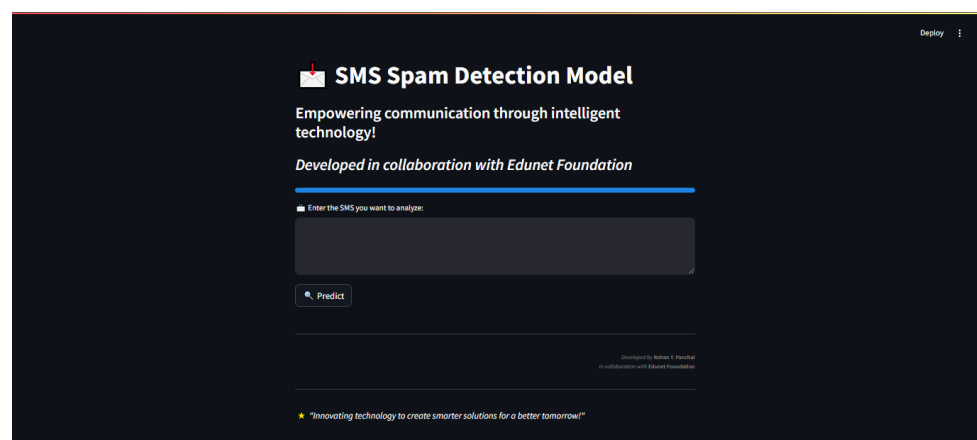 Deploy
SMS Spam Detection Model
Empowering communication through intelligent
technology!
Developed in collaboration with Edunet Foundation
Enter the SMS you want to analyze:
Predict
Developed by Rohan Y. Panchal
In collaboration with Edunet Foundation
"Innovating technology to create smarter solutions for a better tomorrow!"